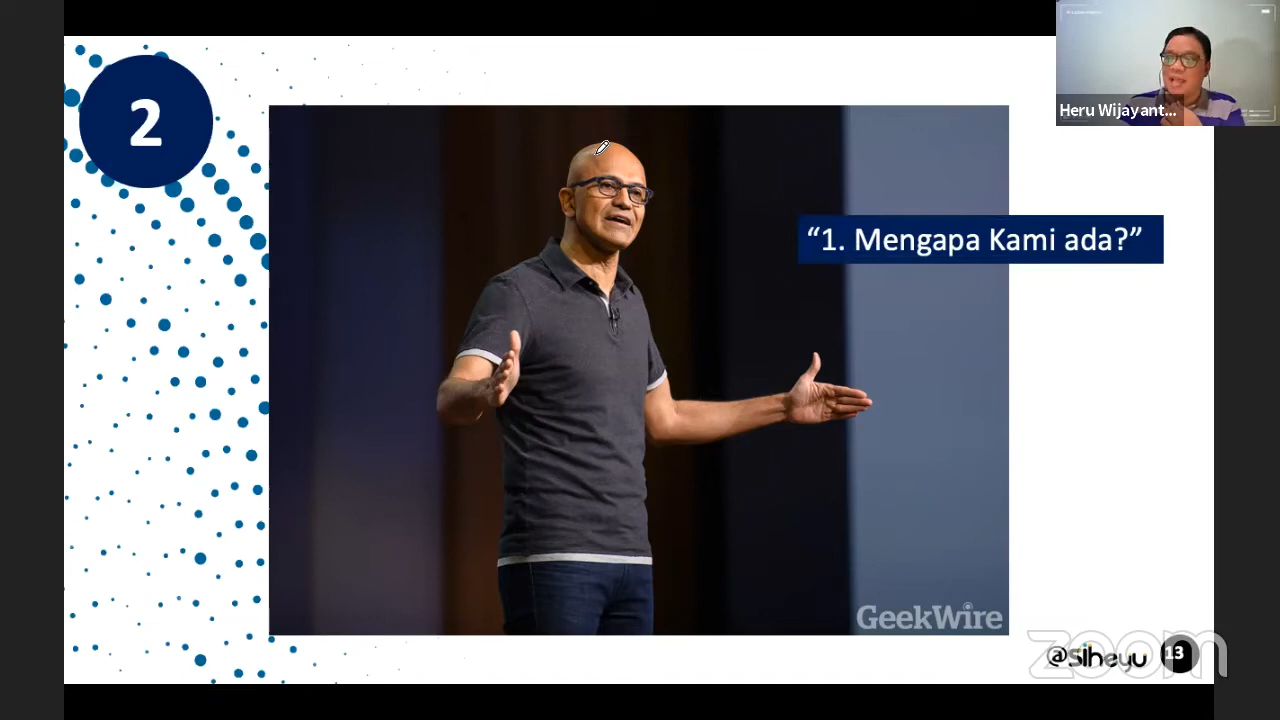 2
Heru Wijayant...
“1. Mengapa Kami ada?”
GeekWire
@siheyu
13
zoom